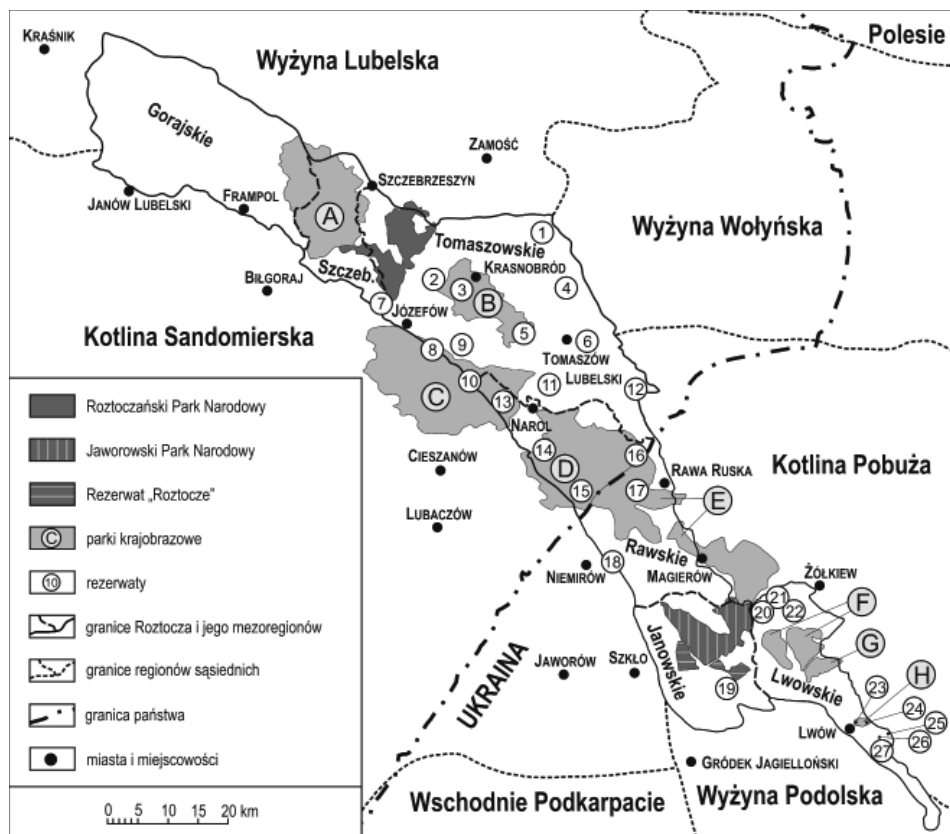 KRAŚNIK
Wyżyna Lubelska
Polesie
Gorajskie
ZAMOŚĆ
SZCZEBRZESZYN
JANÓW LUBELSKI
FRAMPOL
A
1
Wyżyna Wołyńska
Tomaszowskie
KRASNOBRÓD
Szczeb.
BIŁGORAJ
2
3
4
B
7
JÓZEFÓW
5
Kotlina Sandomierska
8
9
6
TOMASZÓW
LUBELSKI
10
11
12
C
13
NAROL
CIESZANÓW
14
D
16
RAWA RUSKA
Kotlina Pobuża
15
17
E
LUBACZÓW
Rawskie
18
NIEMIRÓW
MAGIERÓW
ŻÓŁKIEW
21
20
22
F
UKRAINA
Janowskie
G
JAWORÓW
SZKŁO
19
Lwowskie
H
23
24
25
LWÓW
26
27
GRÓDEK JAGIELLOŃSKI
Wschodnie Podkarpacie
Wyżyna Podolska
Roztoczański Park Narodowy
Jaworowski Park Narodowy
Rezerwat „Roztocze”
C
parki krajobrazowe
10
rezerwaty
granice Roztocza i jego mezoregionów
granice regionów sąsiednich
granica państwa
miasta i miejscowości
0 5 10 15 20 km